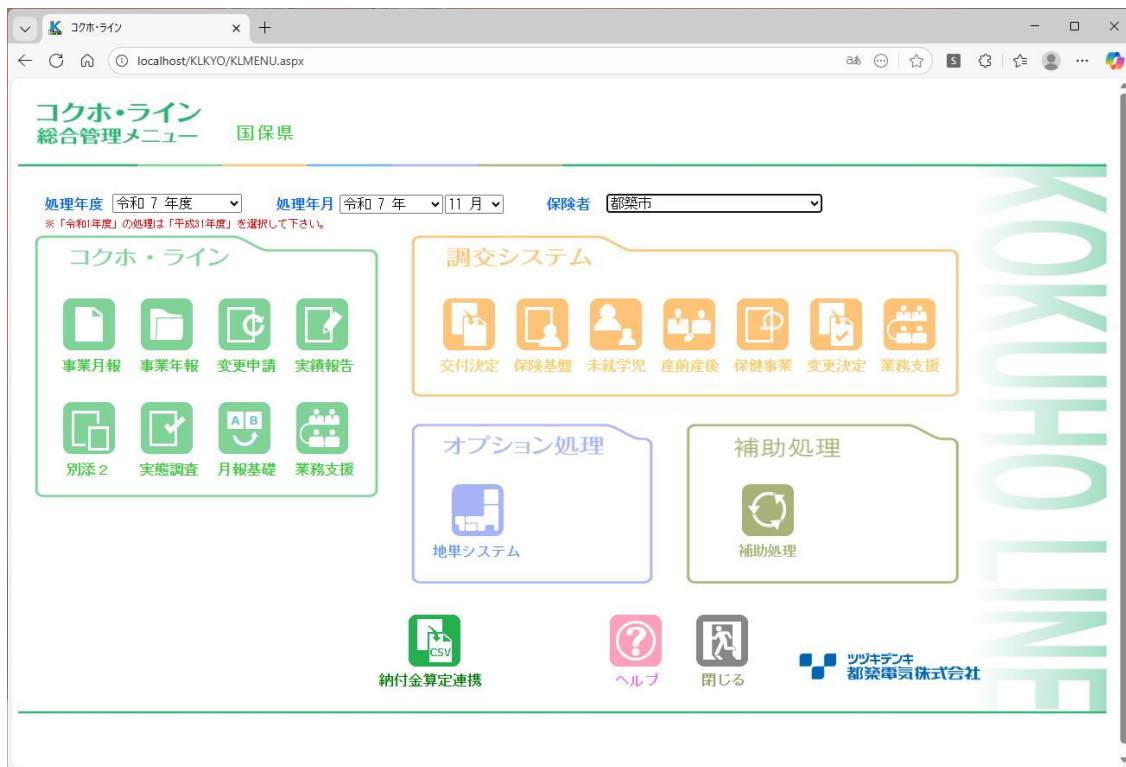 コクホ・ライン
localhost/KLKYO/KLMENU.aspx
コクホ・ライン
総合管理メニュー 国保県
処理年度 令和 7 年度 処理年月 令和 7 年 11 月 保険者 都築市
※「令和1年度」の処理は「平成31年度」を選択して下さい。
コクホ・ライン
事業月報 事業年報 変更申請 実績報告
別添２ 実態調査 月報基礎 業務支援
調交システム
交付決定 保険基盤 未就学児 産前産後 保健事業 変更決定 業務支援
オプション処理
地単システム
補助処理
補助処理
CSV
納付金算定連携
ヘルプ
閉じる
ツヅキデンキ
都築電気株式会社
KOKUHO LINE